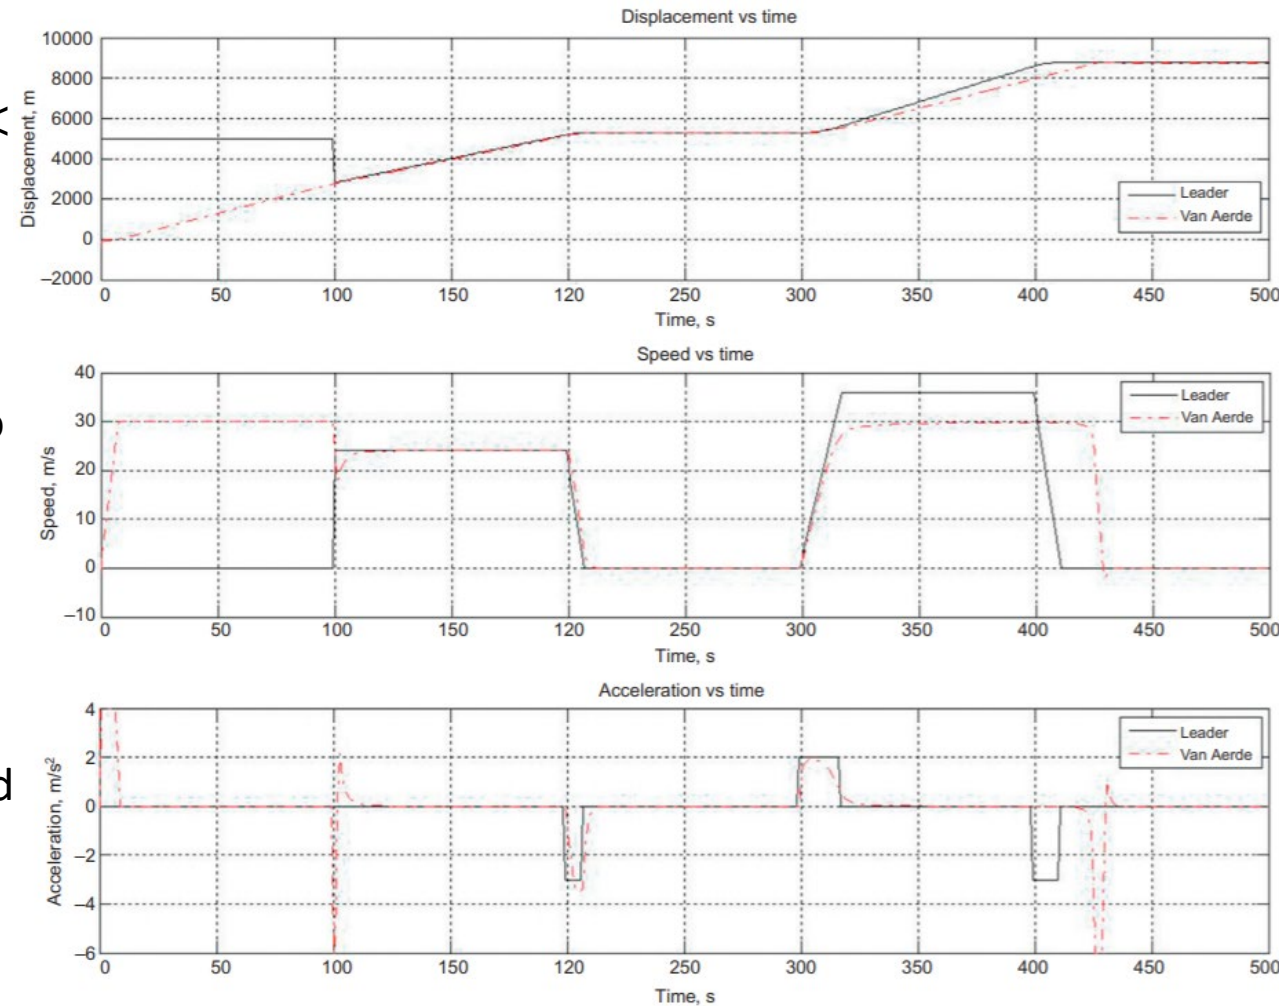 Displacement vs time
10000
8000
6000
4000
2000
0
–2000
Displacement, m
Leader
Van Aerde
0 50 100 150 120 250 300 350 400 450 500
Time, s
Speed vs time
40
30
20
10
0
–10
Speed, m/s
Leader
Van Aerde
0 50 100 150 120 250 300 350 400 450 500
Time, s
Acceleration vs time
4
2
0
–2
–4
–6
Acceleration, m/s²
Leader
Van Aerde
0 50 100 150 120 250 300 350 400 450 500
Time, s
d